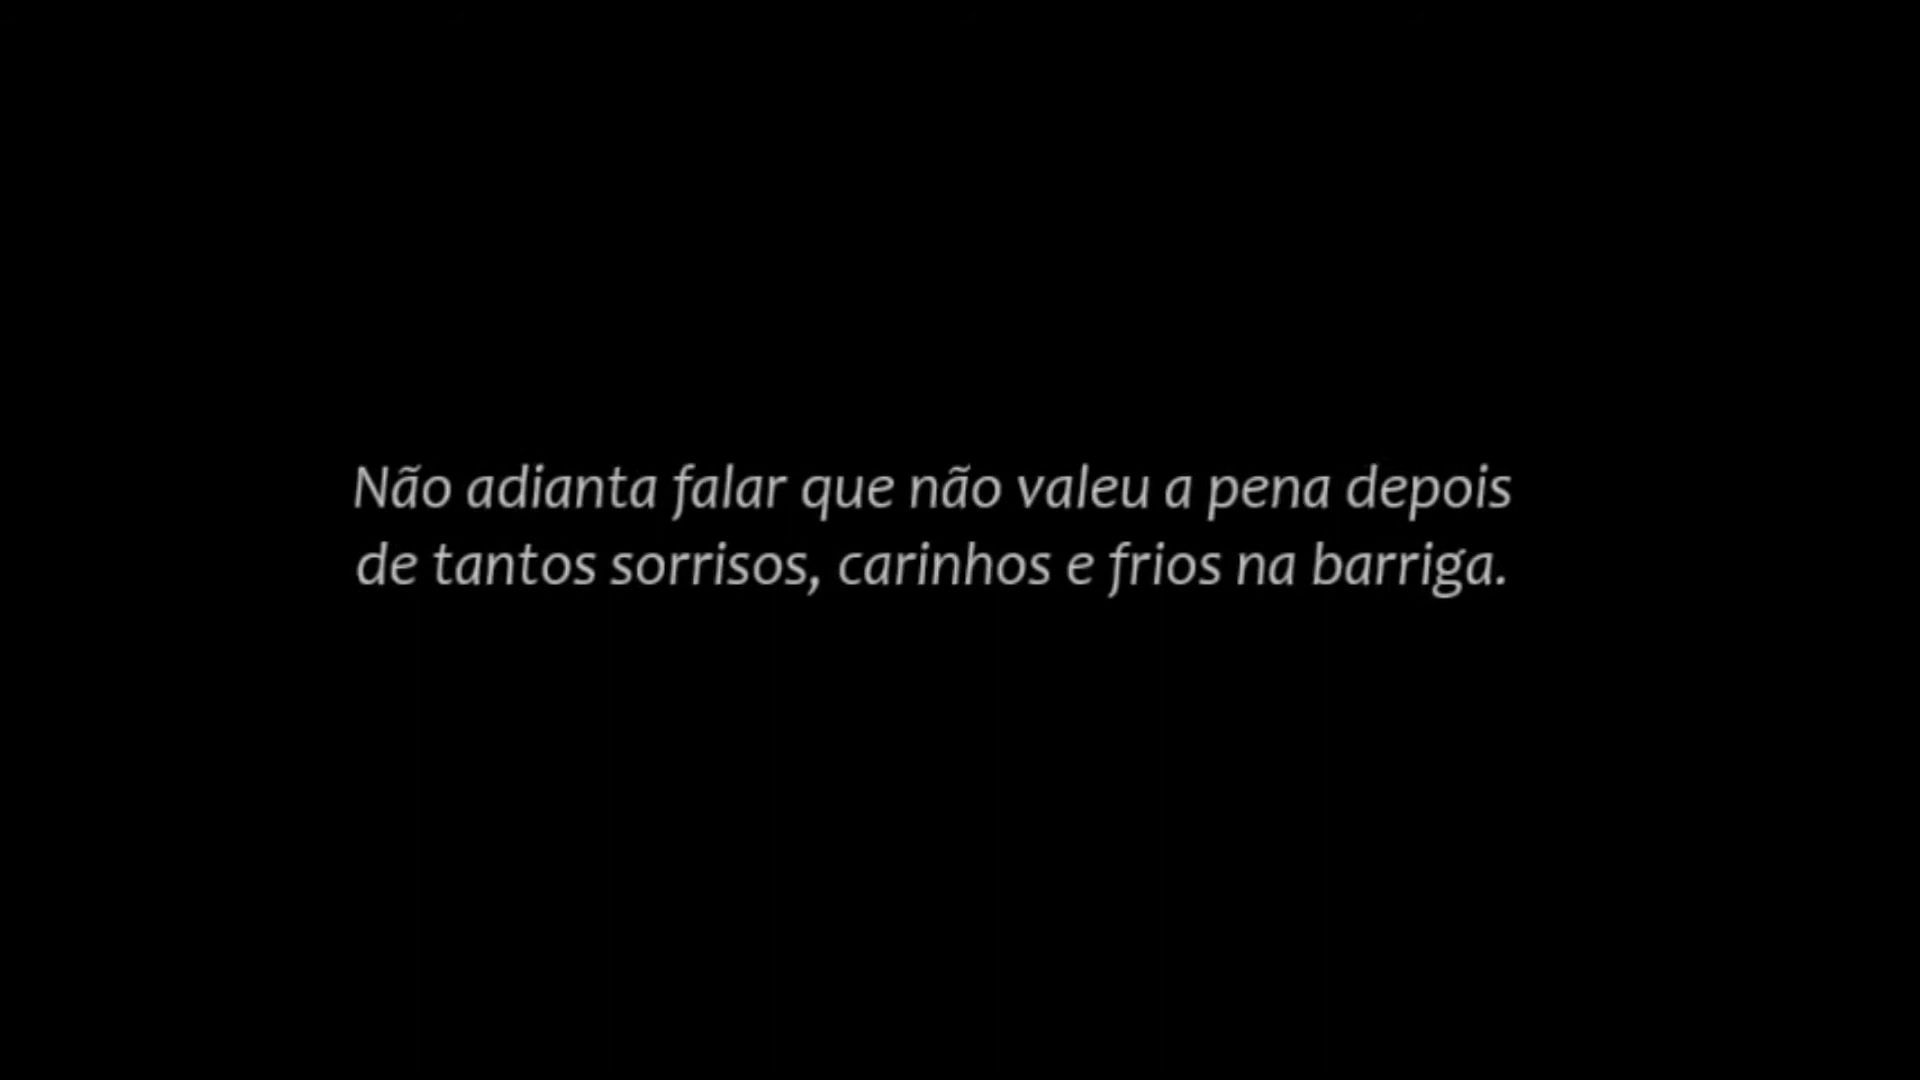 Não adianta falar que não valeu a pena depois
de tantos sorrisos, carinhos e frios na barriga.